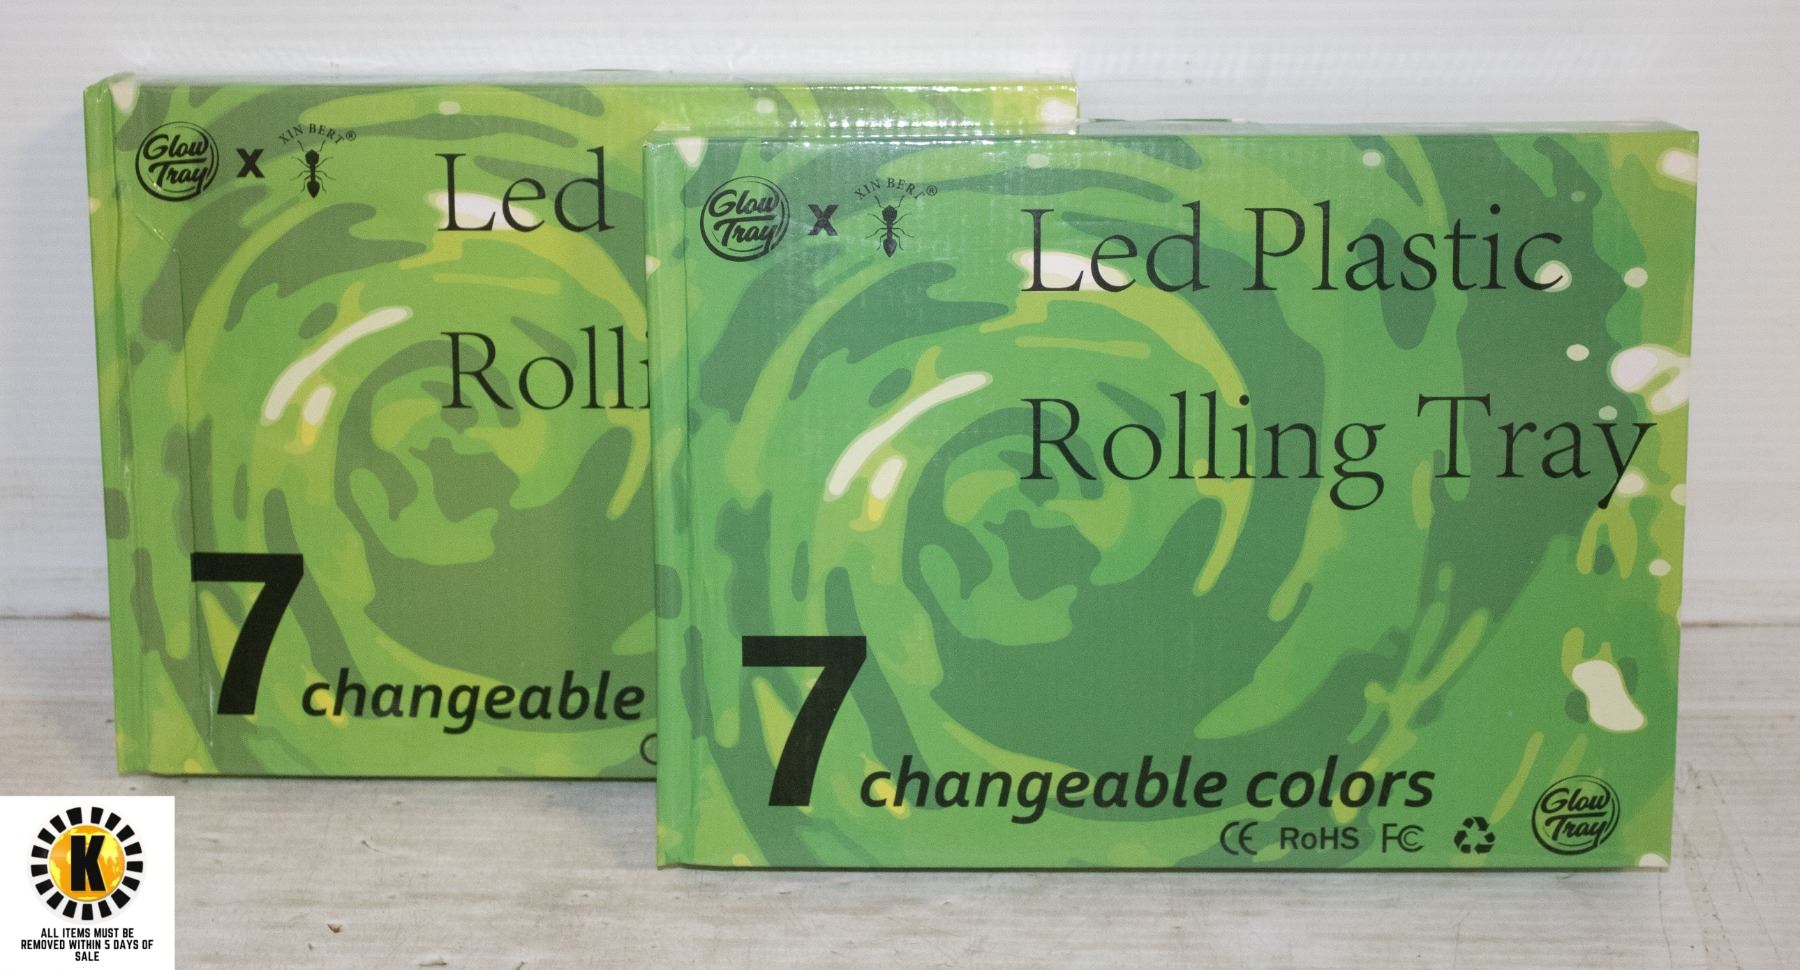 Glow
Tray
X
XIN BERT®
Led
Rolli
7 changeable
Glow
Tray
X
XIN BERT®
Led Plastic
Rolling Tray
7 changeable colors
CE RoHS FC
Glow
Tray
K
ALL ITEMS MUST BE
REMOVED WITHIN 5 DAYS OF
SALE